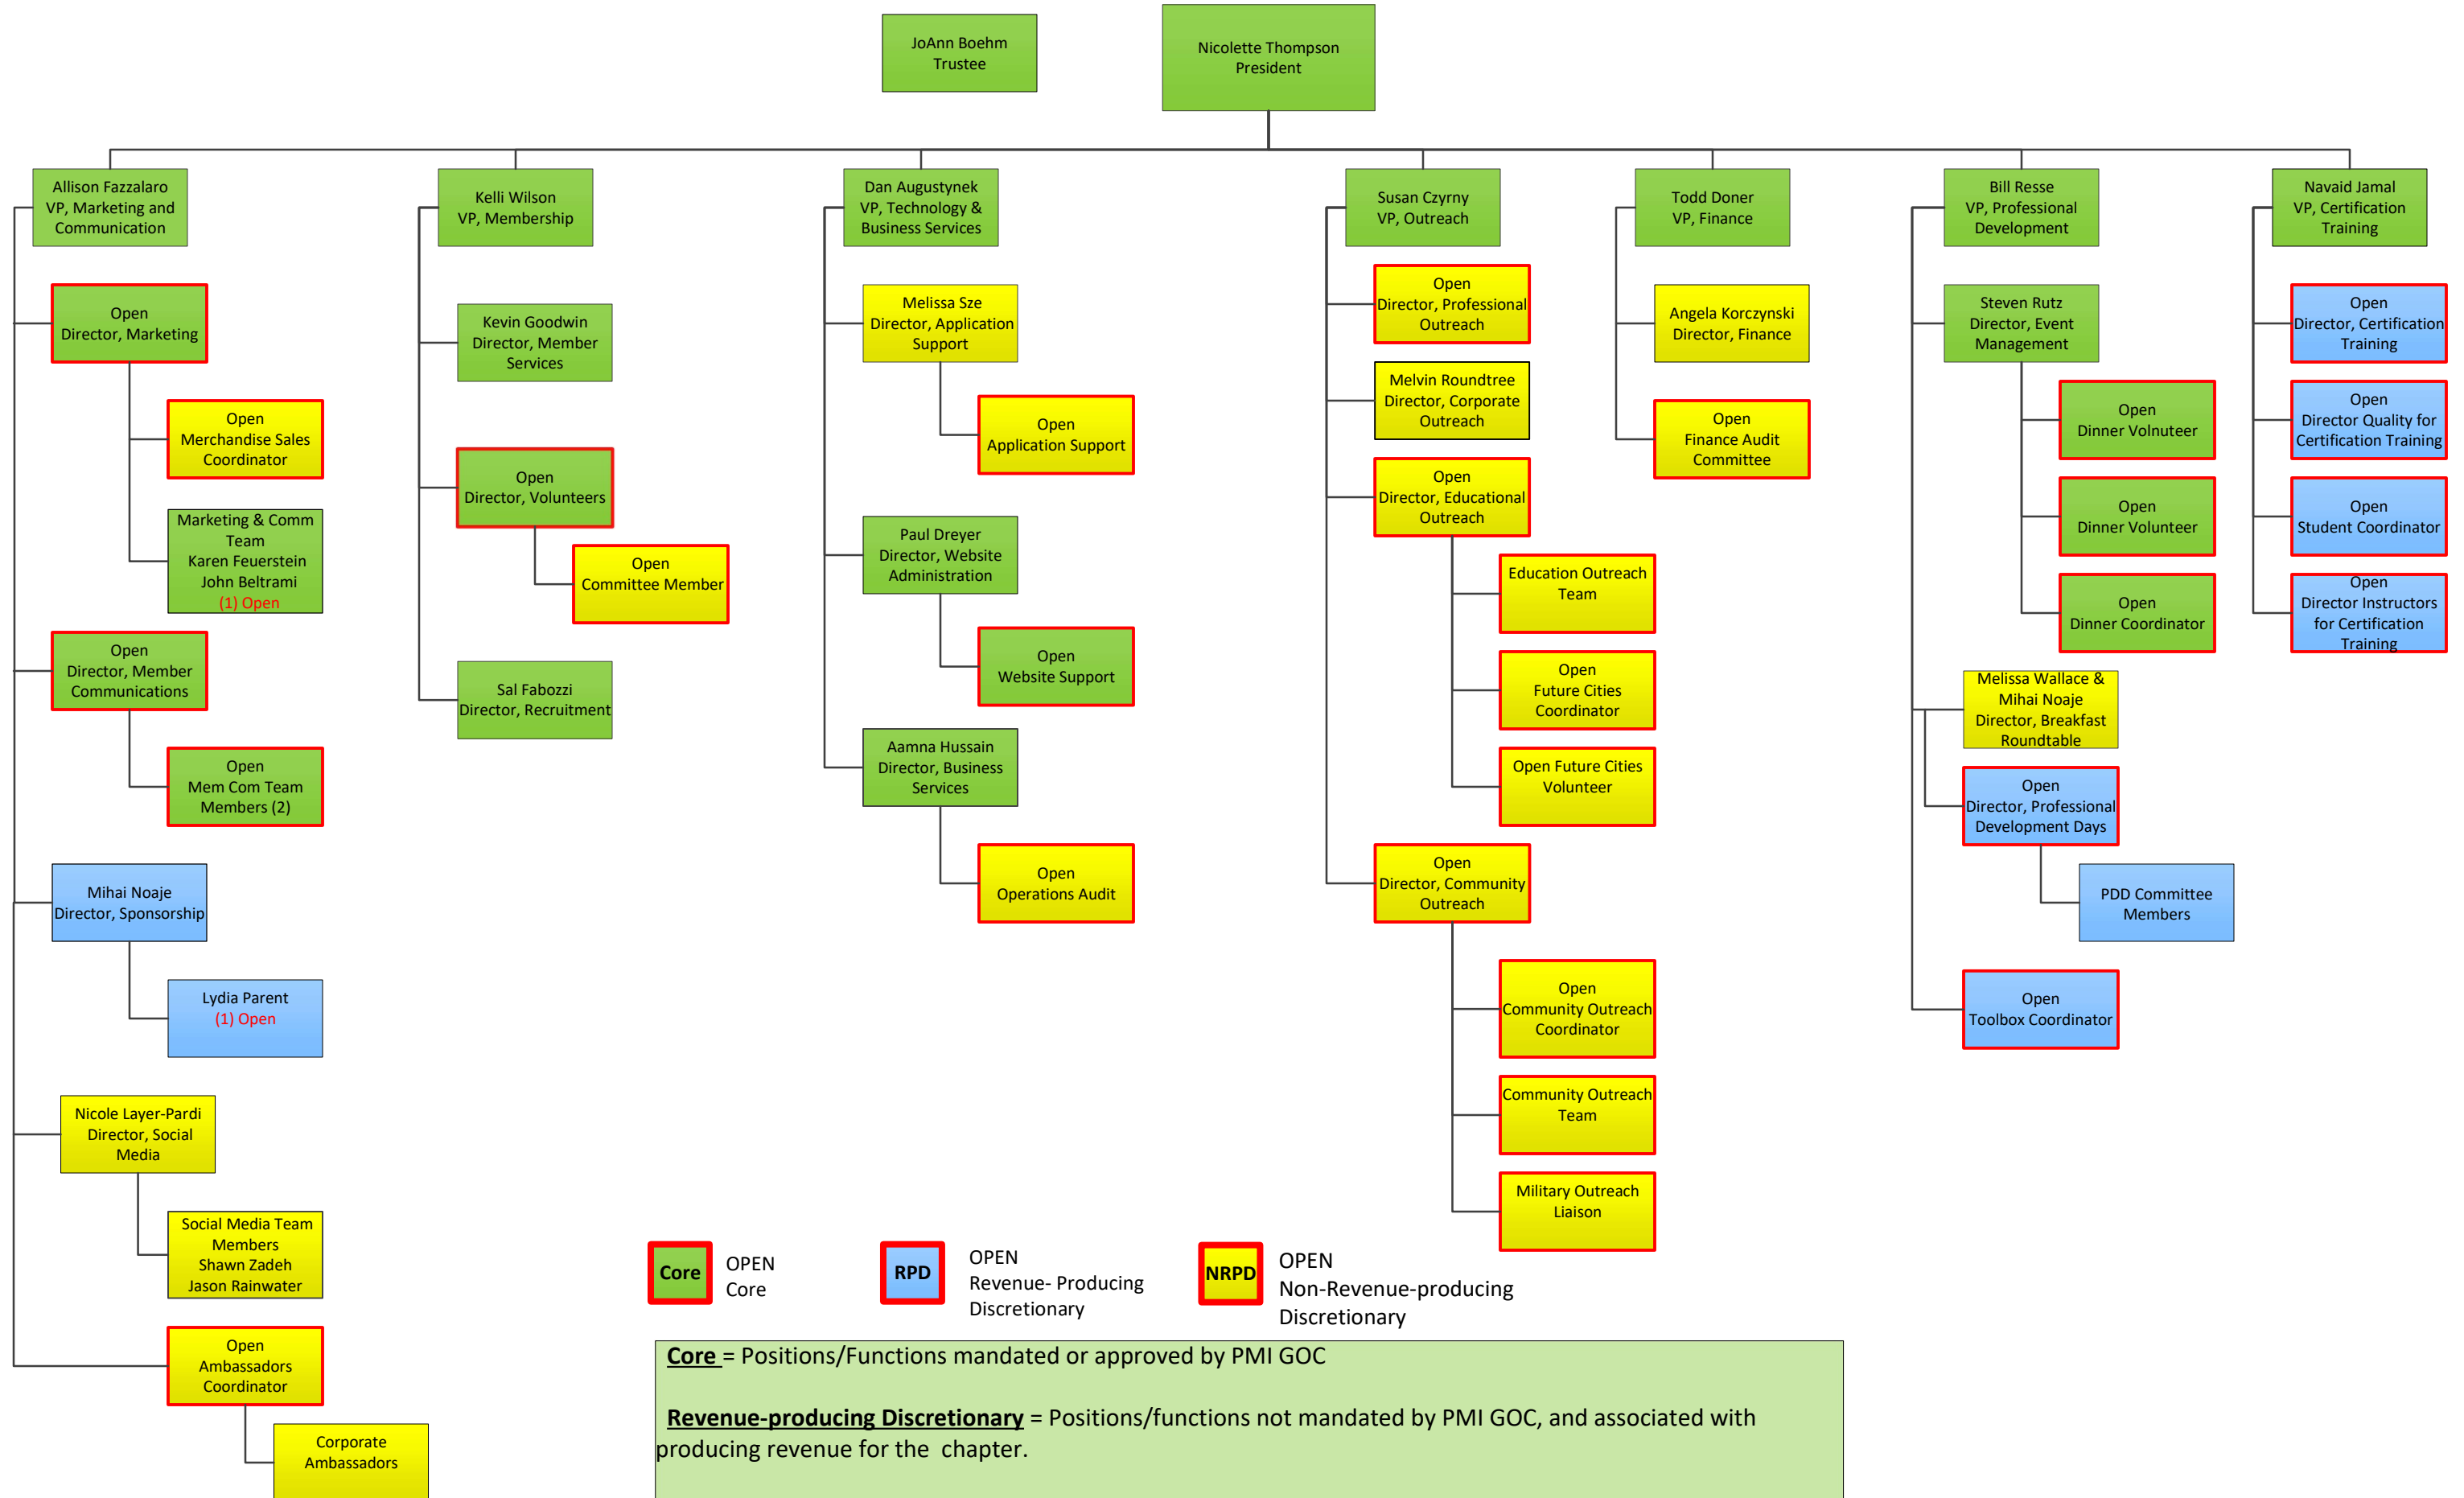 JoAnn Boehm
Trustee
Nicolette Thompson
President
Allison Fazzalaro
VP, Marketing and
Communication
Open
Director, Marketing
Open
Merchandise Sales
Coordinator
Marketing & Comm
Team
Karen Feuerstein
John Beltrami
(1) Open
Open
Director, Member
Communications
Open
Mem Com Team
Members (2)
Mihai Noaje
Director, Sponsorship
Lydia Parent
(1) Open
Nicole Layer-Pardi
Director, Social
Media
Social Media Team
Members
Shawn Zadeh
Jason Rainwater
Open
Ambassadors
Coordinator
Corporate
Ambassadors
Kelli Wilson
VP, Membership
Kevin Goodwin
Director, Member
Services
Open
Director, Volunteers
Open
Committee Member
Sal Fabozzi
Director, Recruitment
Dan Augustynek
VP, Technology &
Business Services
Melissa Sze
Director, Application
Support
Open
Application Support
Paul Dreyer
Director, Website
Administration
Open
Website Support
Aamna Hussain
Director, Business
Services
Open
Operations Audit
Susan Czyrny
VP, Outreach
Open
Director, Professional
Outreach
Melvin Roundtree
Director, Corporate
Outreach
Open
Director, Educational
Outreach
Education Outreach
Team
Open
Future Cities
Coordinator
Open Future Cities
Volunteer
Open
Director, Community
Outreach
Open
Community Outreach
Coordinator
Community Outreach
Team
Military Outreach
Liaison
Todd Doner
VP, Finance
Angela Korczynski
Director, Finance
Open
Finance Audit
Committee
Bill Resse
VP, Professional
Development
Steven Rutz
Director, Event
Management
Open
Dinner Volnuteer
Open
Dinner Volunteer
Open
Dinner Coordinator
Melissa Wallace &
Mihai Noaje
Director, Breakfast
Roundtable
Open
Director, Professional
Development Days
PDD Committee
Members
Open
Toolbox Coordinator
Navaid Jamal
VP, Certification
Training
Open
Director, Certification
Training
Open
Director Quality for
Certification Training
Open
Student Coordinator
Open
Director Instructors
for Certification
Training
Core
OPEN
Core
RPD
OPEN
Revenue- Producing
Discretionary
NRPD
OPEN
Non-Revenue-producing
Discretionary
Core = Positions/Functions mandated or approved by PMI GOC
Revenue-producing Discretionary = Positions/functions not mandated by PMI GOC, and associated with
producing revenue for the chapter.